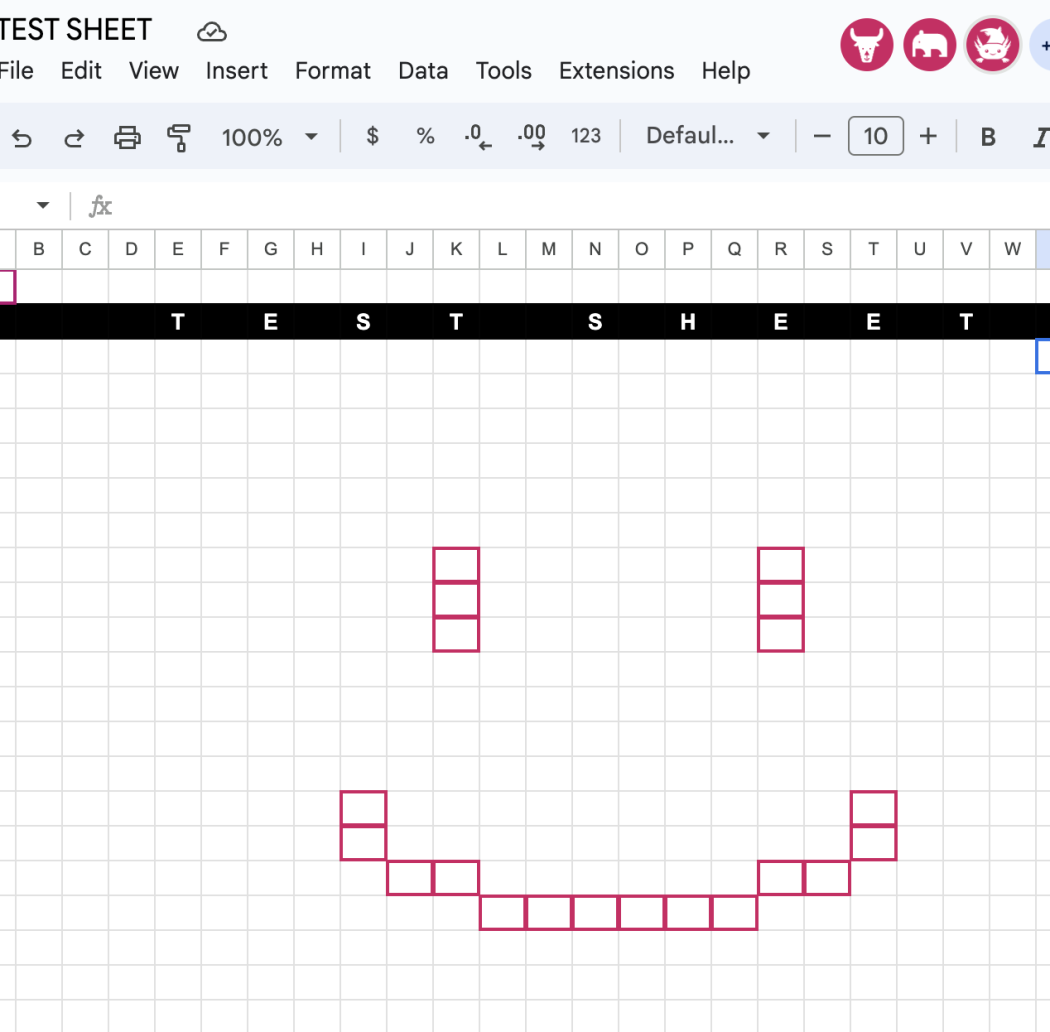 TEST SHEET
File Edit View Insert Format Data Tools Extensions Help
100% $ % .0 .00 123 Defaul... − 10 + B I
fx
B C D E F G H I J K L M N O P Q R S T U V W
T E S T S H E E T